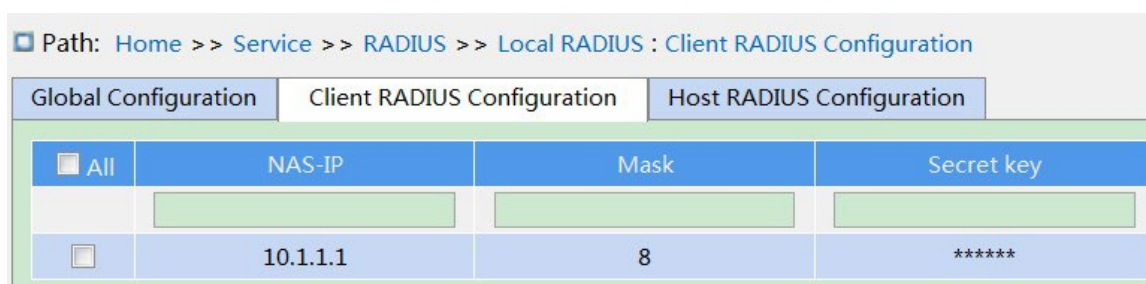 Path: Home >> Service >> RADIUS >> Local RADIUS : Client RADIUS Configuration
Global Configuration Client RADIUS Configuration Host RADIUS Configuration
All NAS-IP Mask Secret key
10.1.1.1 8 ******